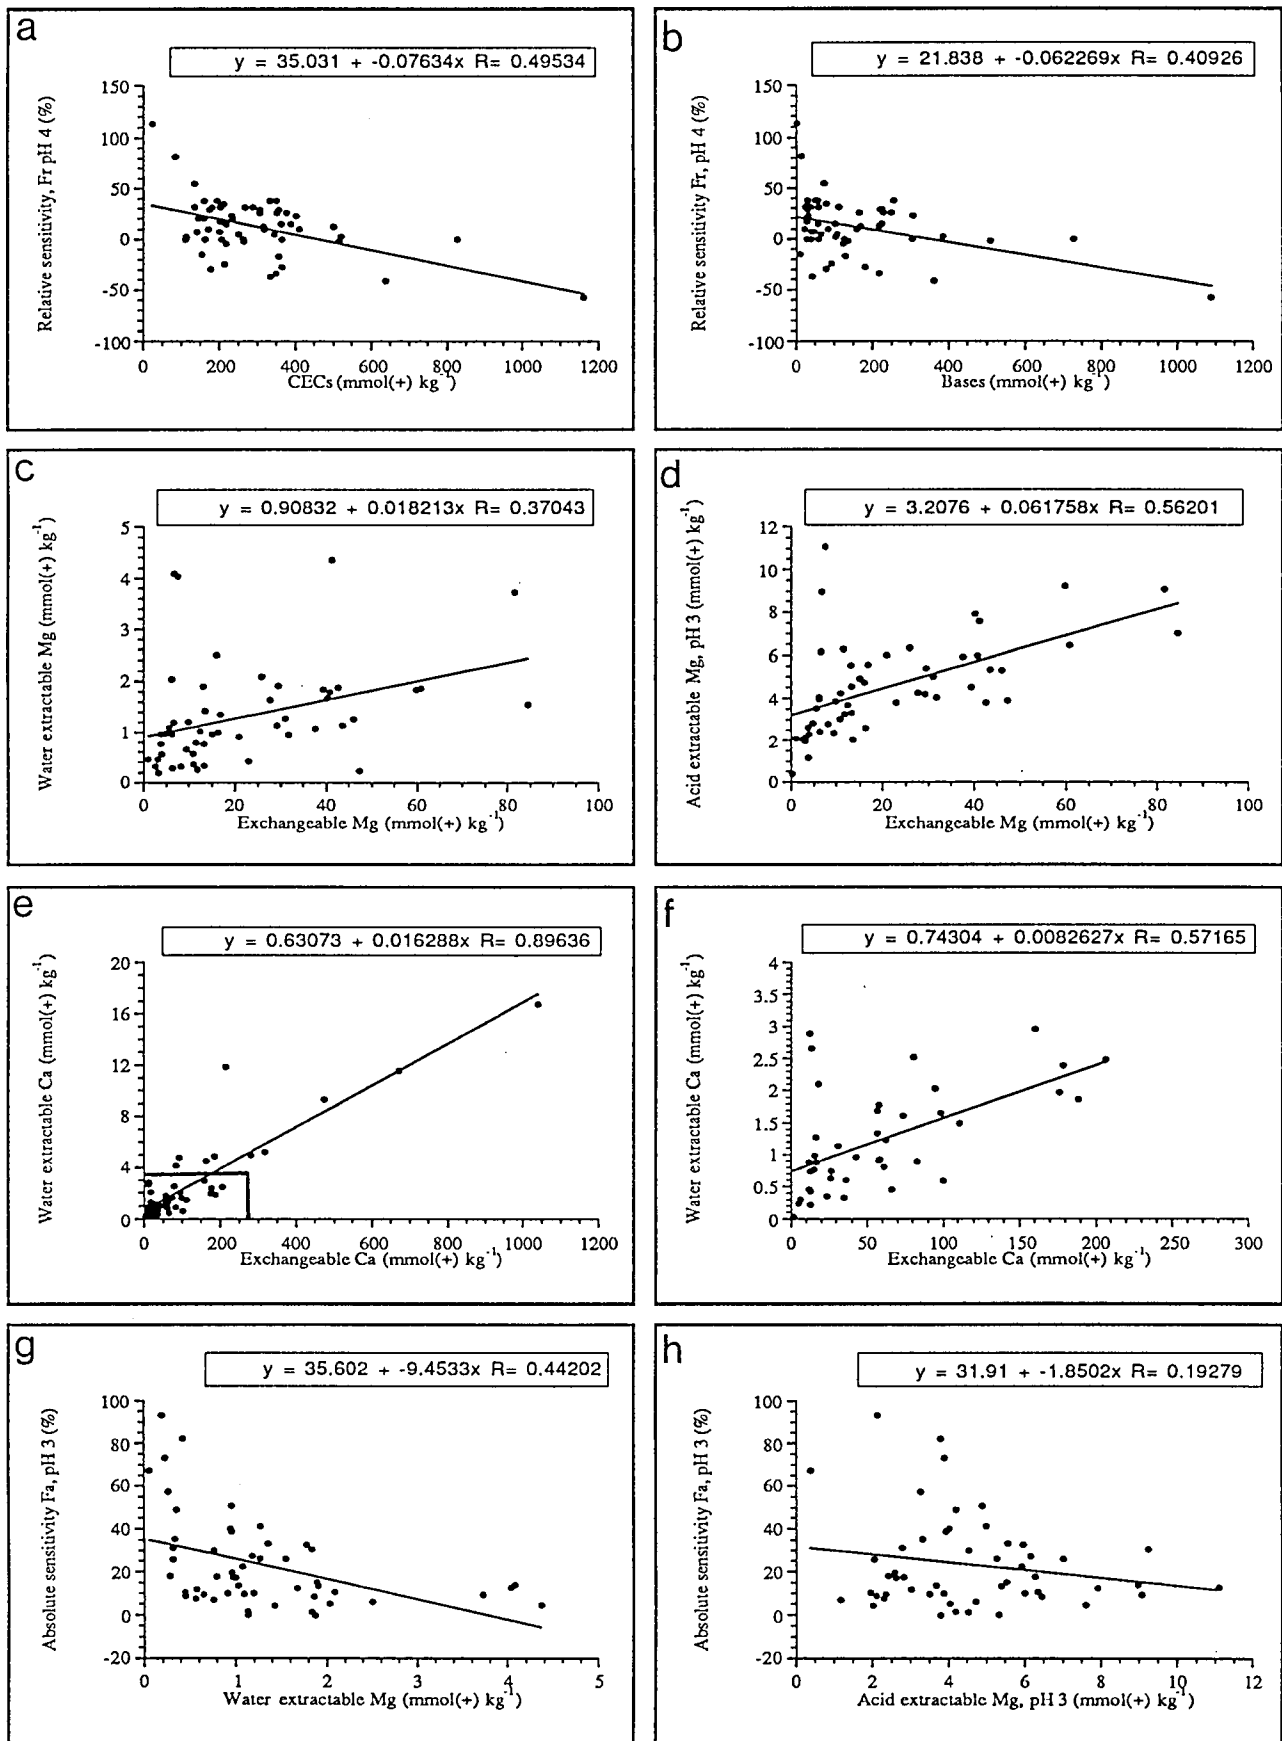 a
y = 35.031 + -0.07634x R= 0.49534
Relative sensitivity, Fr pH 4 (%)
150
100
50
0
-50
-100
0 200 400 600 800 1000 1200
CECs (mmol(+) kg-1)
b
y = 21.838 + -0.062269x R= 0.40926
Relative sensitivity Fr, pH 4 (%)
150
100
50
0
-50
-100
0 200 400 600 800 1000 1200
Bases (mmol(+) kg-1)
c
y = 0.90832 + 0.018213x R= 0.37043
Water extractable Mg (mmol(+) kg-1)
5
4
3
2
1
0
0 20 40 60 80 100
Exchangeable Mg (mmol(+) kg-1)
d
y = 3.2076 + 0.061758x R= 0.56201
Acid extractable Mg, pH 3 (mmol(+) kg-1)
12
10
8
6
4
2
0
0 20 40 60 80 100
Exchangeable Mg (mmol(+) kg-1)
e
y = 0.63073 + 0.016288x R= 0.89636
Water extractable Ca (mmol(+) kg-1)
20
16
12
8
4
0
0 200 400 600 800 1000 1200
Exchangeable Ca (mmol(+) kg-1)
f
y = 0.74304 + 0.0082627x R= 0.57165
Water extractable Ca (mmol(+) kg-1)
4
3.5
3
2.5
2
1.5
1
0.5
0
0 50 100 150 200 250 300
Exchangeable Ca (mmol(+) kg-1)
g
y = 35.602 + -9.4533x R= 0.44202
Absolute sensitivity Fa, pH 3 (%)
100
80
60
40
20
0
-20
0 1 2 3 4 5
Water extractable Mg (mmol(+) kg-1)
h
y = 31.91 + -1.8502x R= 0.19279
Absolute sensitivity Fa, pH 3 (%)
100
80
60
40
20
0
-20
0 2 4 6 8 10 12
Acid extractable Mg, pH 3 (mmol(+) kg-1)